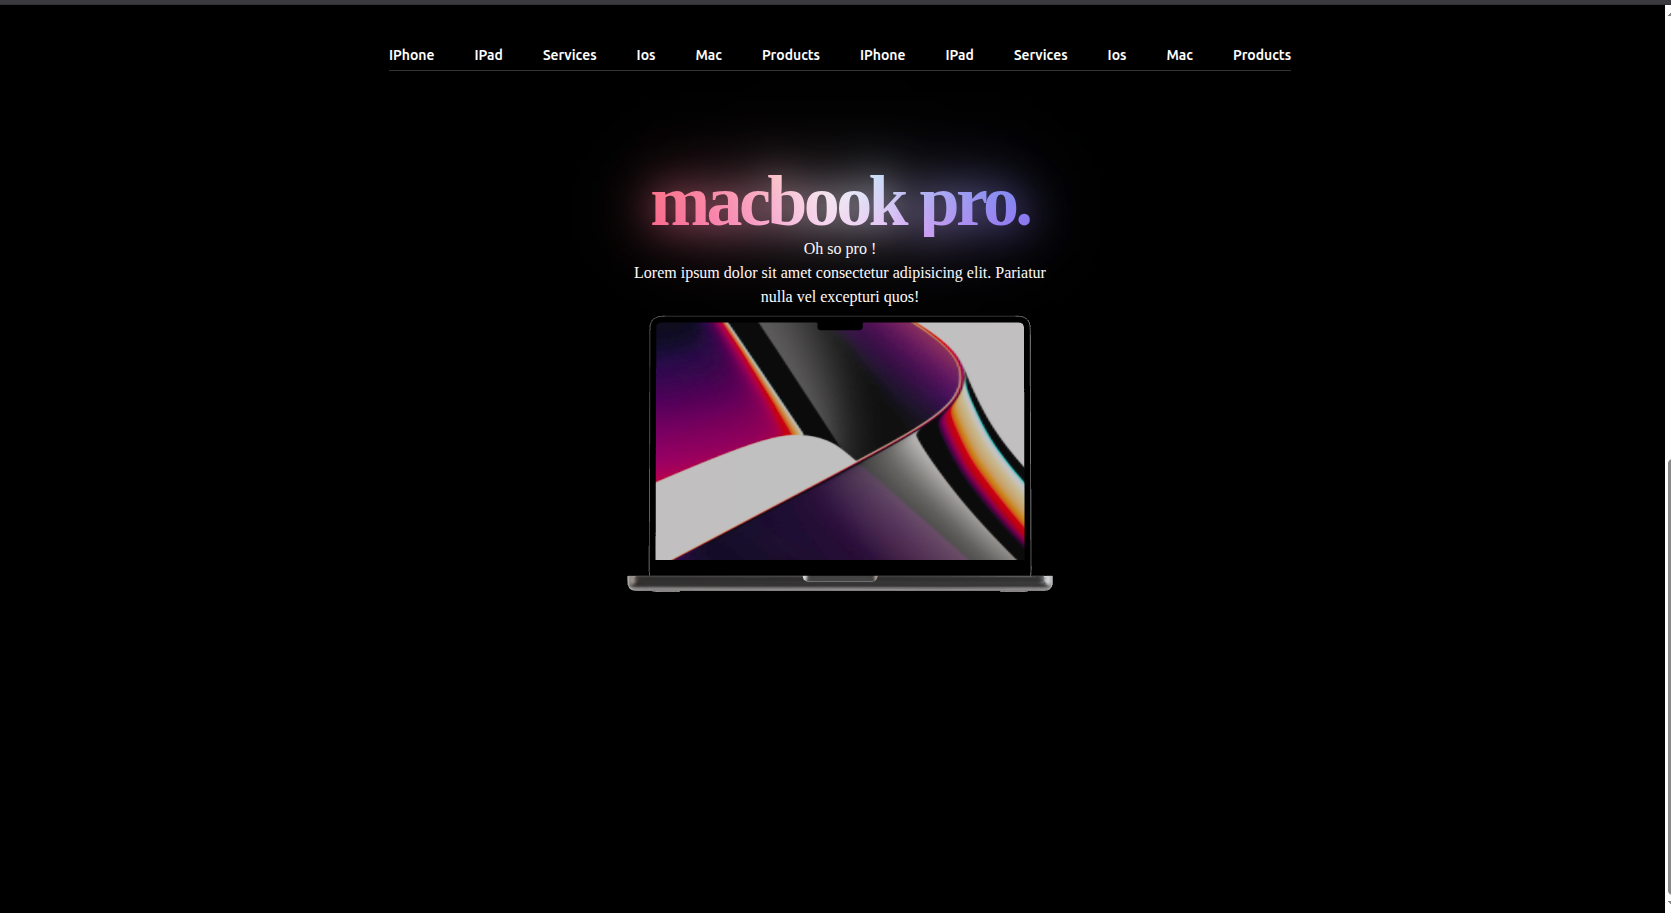 IPhone IPad Services Ios Mac Products IPhone IPad Services Ios Mac Products
macbook pro.
Oh so pro !
Lorem ipsum dolor sit amet consectetur adipisicing elit. Pariatur
nulla vel excepturi quos!